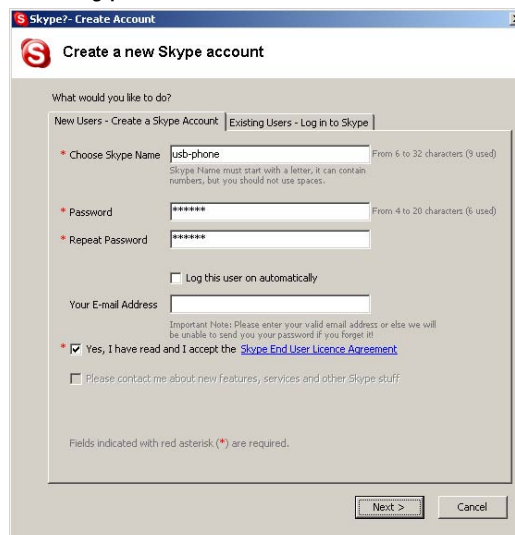 Skype?- Create Account
Create a new Skype account
What would you like to do?
New Users - Create a Skype Account
Existing Users - Log in to Skype
* Choose Skype Name
usb-phone
From 6 to 32 characters (9 used)
Skype Name must start with a letter, it can contain
numbers, but you should not use spaces.
* Password
******
From 4 to 20 characters (6 used)
* Repeat Password
******
Log this user on automatically
Your E-mail Address
Important Note: Please enter your valid email address or else we will
be unable to send you your password if you forget it!
* Yes, I have read and I accept the Skype End User Licence Agreement
Please contact me about new features, services and other Skype stuff
Fields indicated with red asterisk (*) are required.
Next >
Cancel